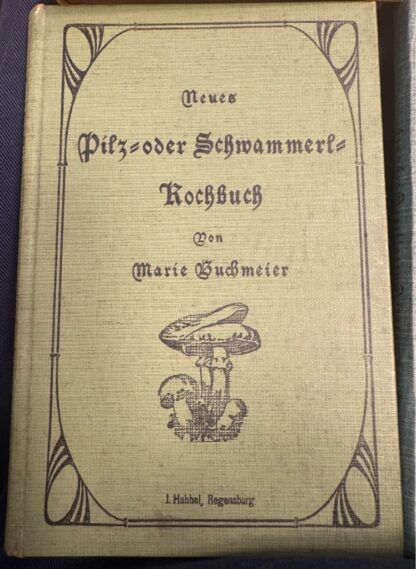 Neues
Pilz-oder Schwammerl-
Kochbuch
von
Marie Buchmeier
J. Habbel, Regensburg